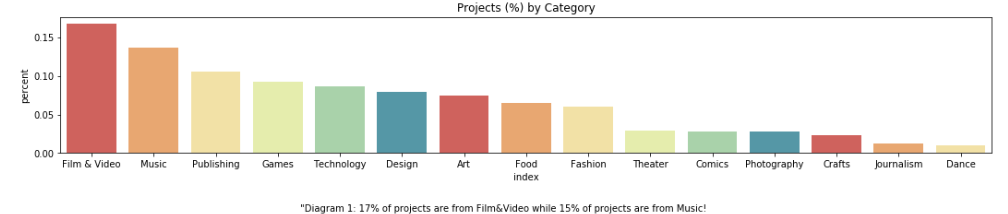 Projects (%) by Category
percent
0.15
0.10
0.05
0.00
Film & Video Music Publishing Games Technology Design Art Food Fashion Theater Comics Photography Crafts Journalism Dance
index
"Diagram 1: 17% of projects are from Film&Video while 15% of projects are from Music!